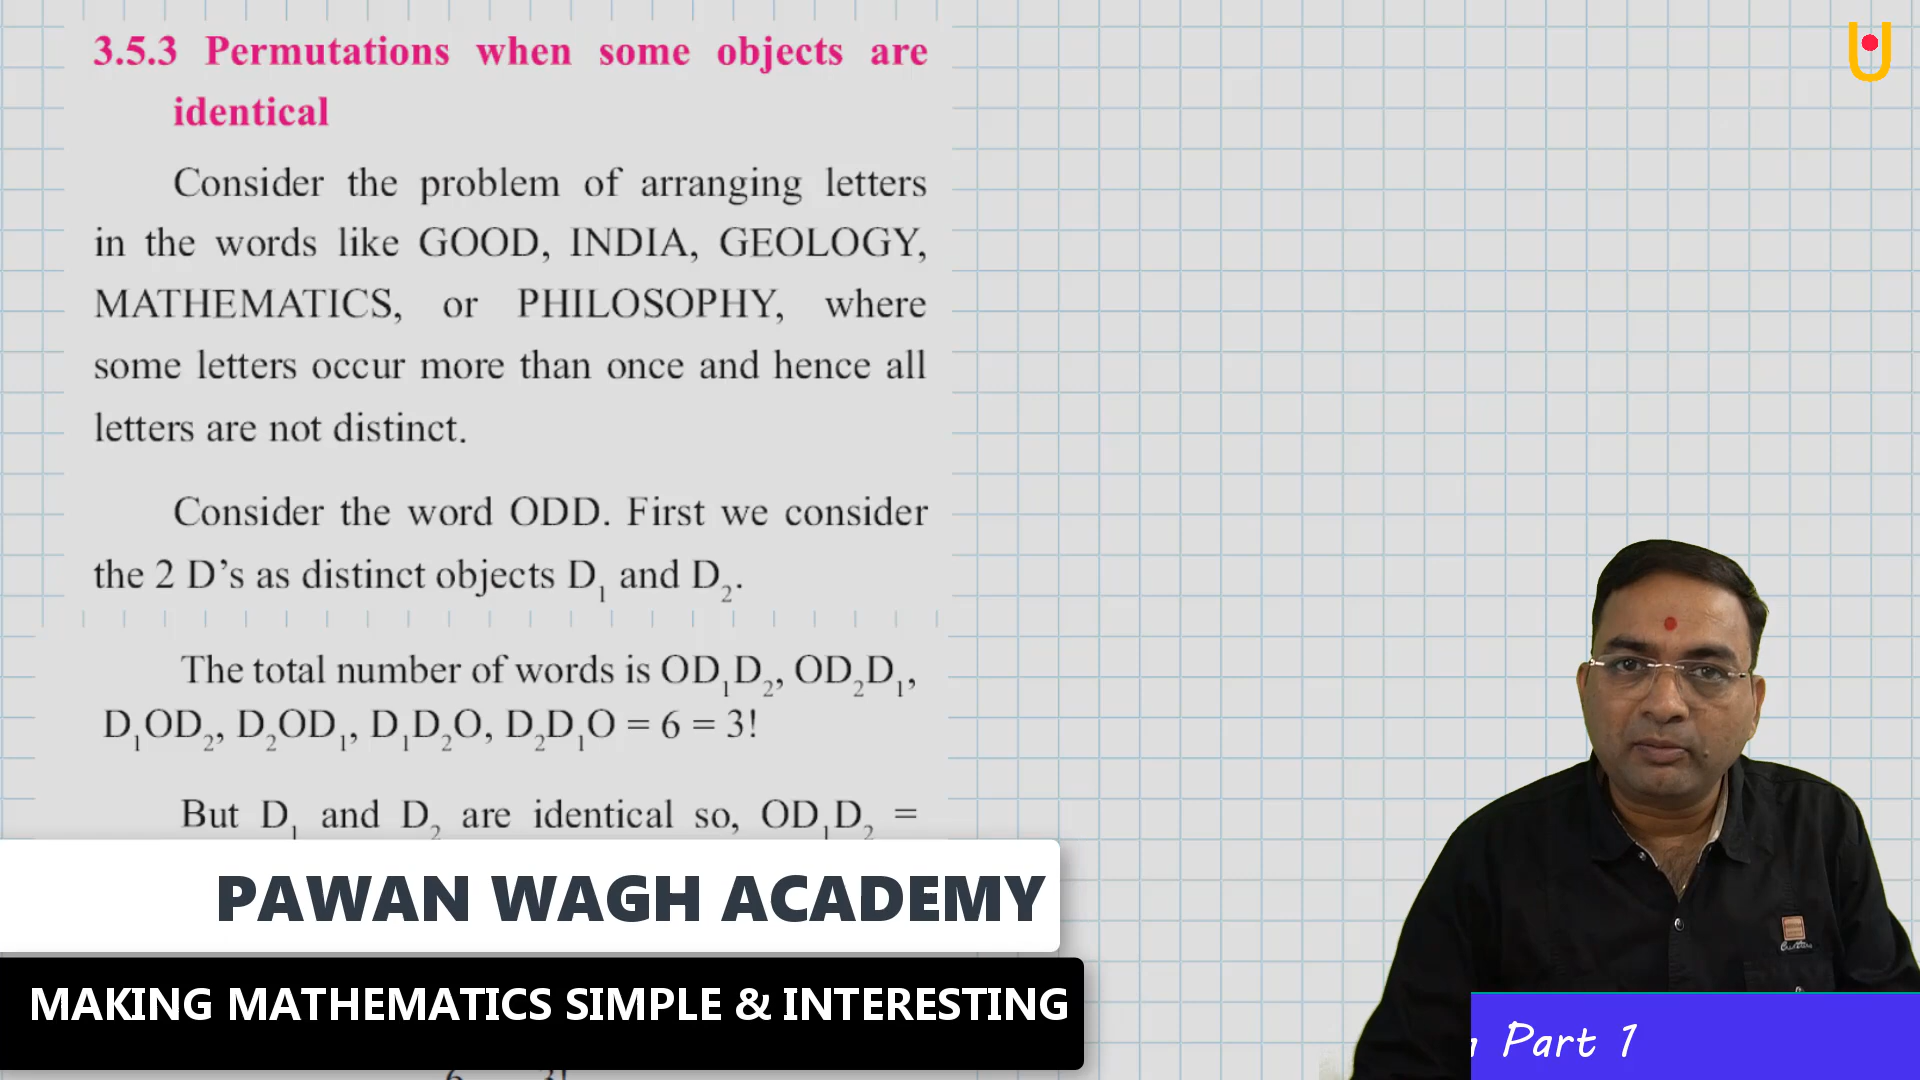 3.5.3 Permutations when some objects are
identical
Consider the problem of arranging letters
in the words like GOOD, INDIA, GEOLOGY,
MATHEMATICS, or PHILOSOPHY, where
some letters occur more than once and hence all
letters are not distinct.
Consider the word ODD. First we consider
the 2 D’s as distinct objects D₁ and D₂.
The total number of words is OD₁D₂, OD₂D₁,
D₁OD₂, D₂OD₁, D₁D₂O, D₂D₁O = 6 = 3!
But D₁ and D₂ are identical so, OD₁D₂ =
PAWAN WAGH ACADEMY
MAKING MATHEMATICS SIMPLE & INTERESTING
Part 1